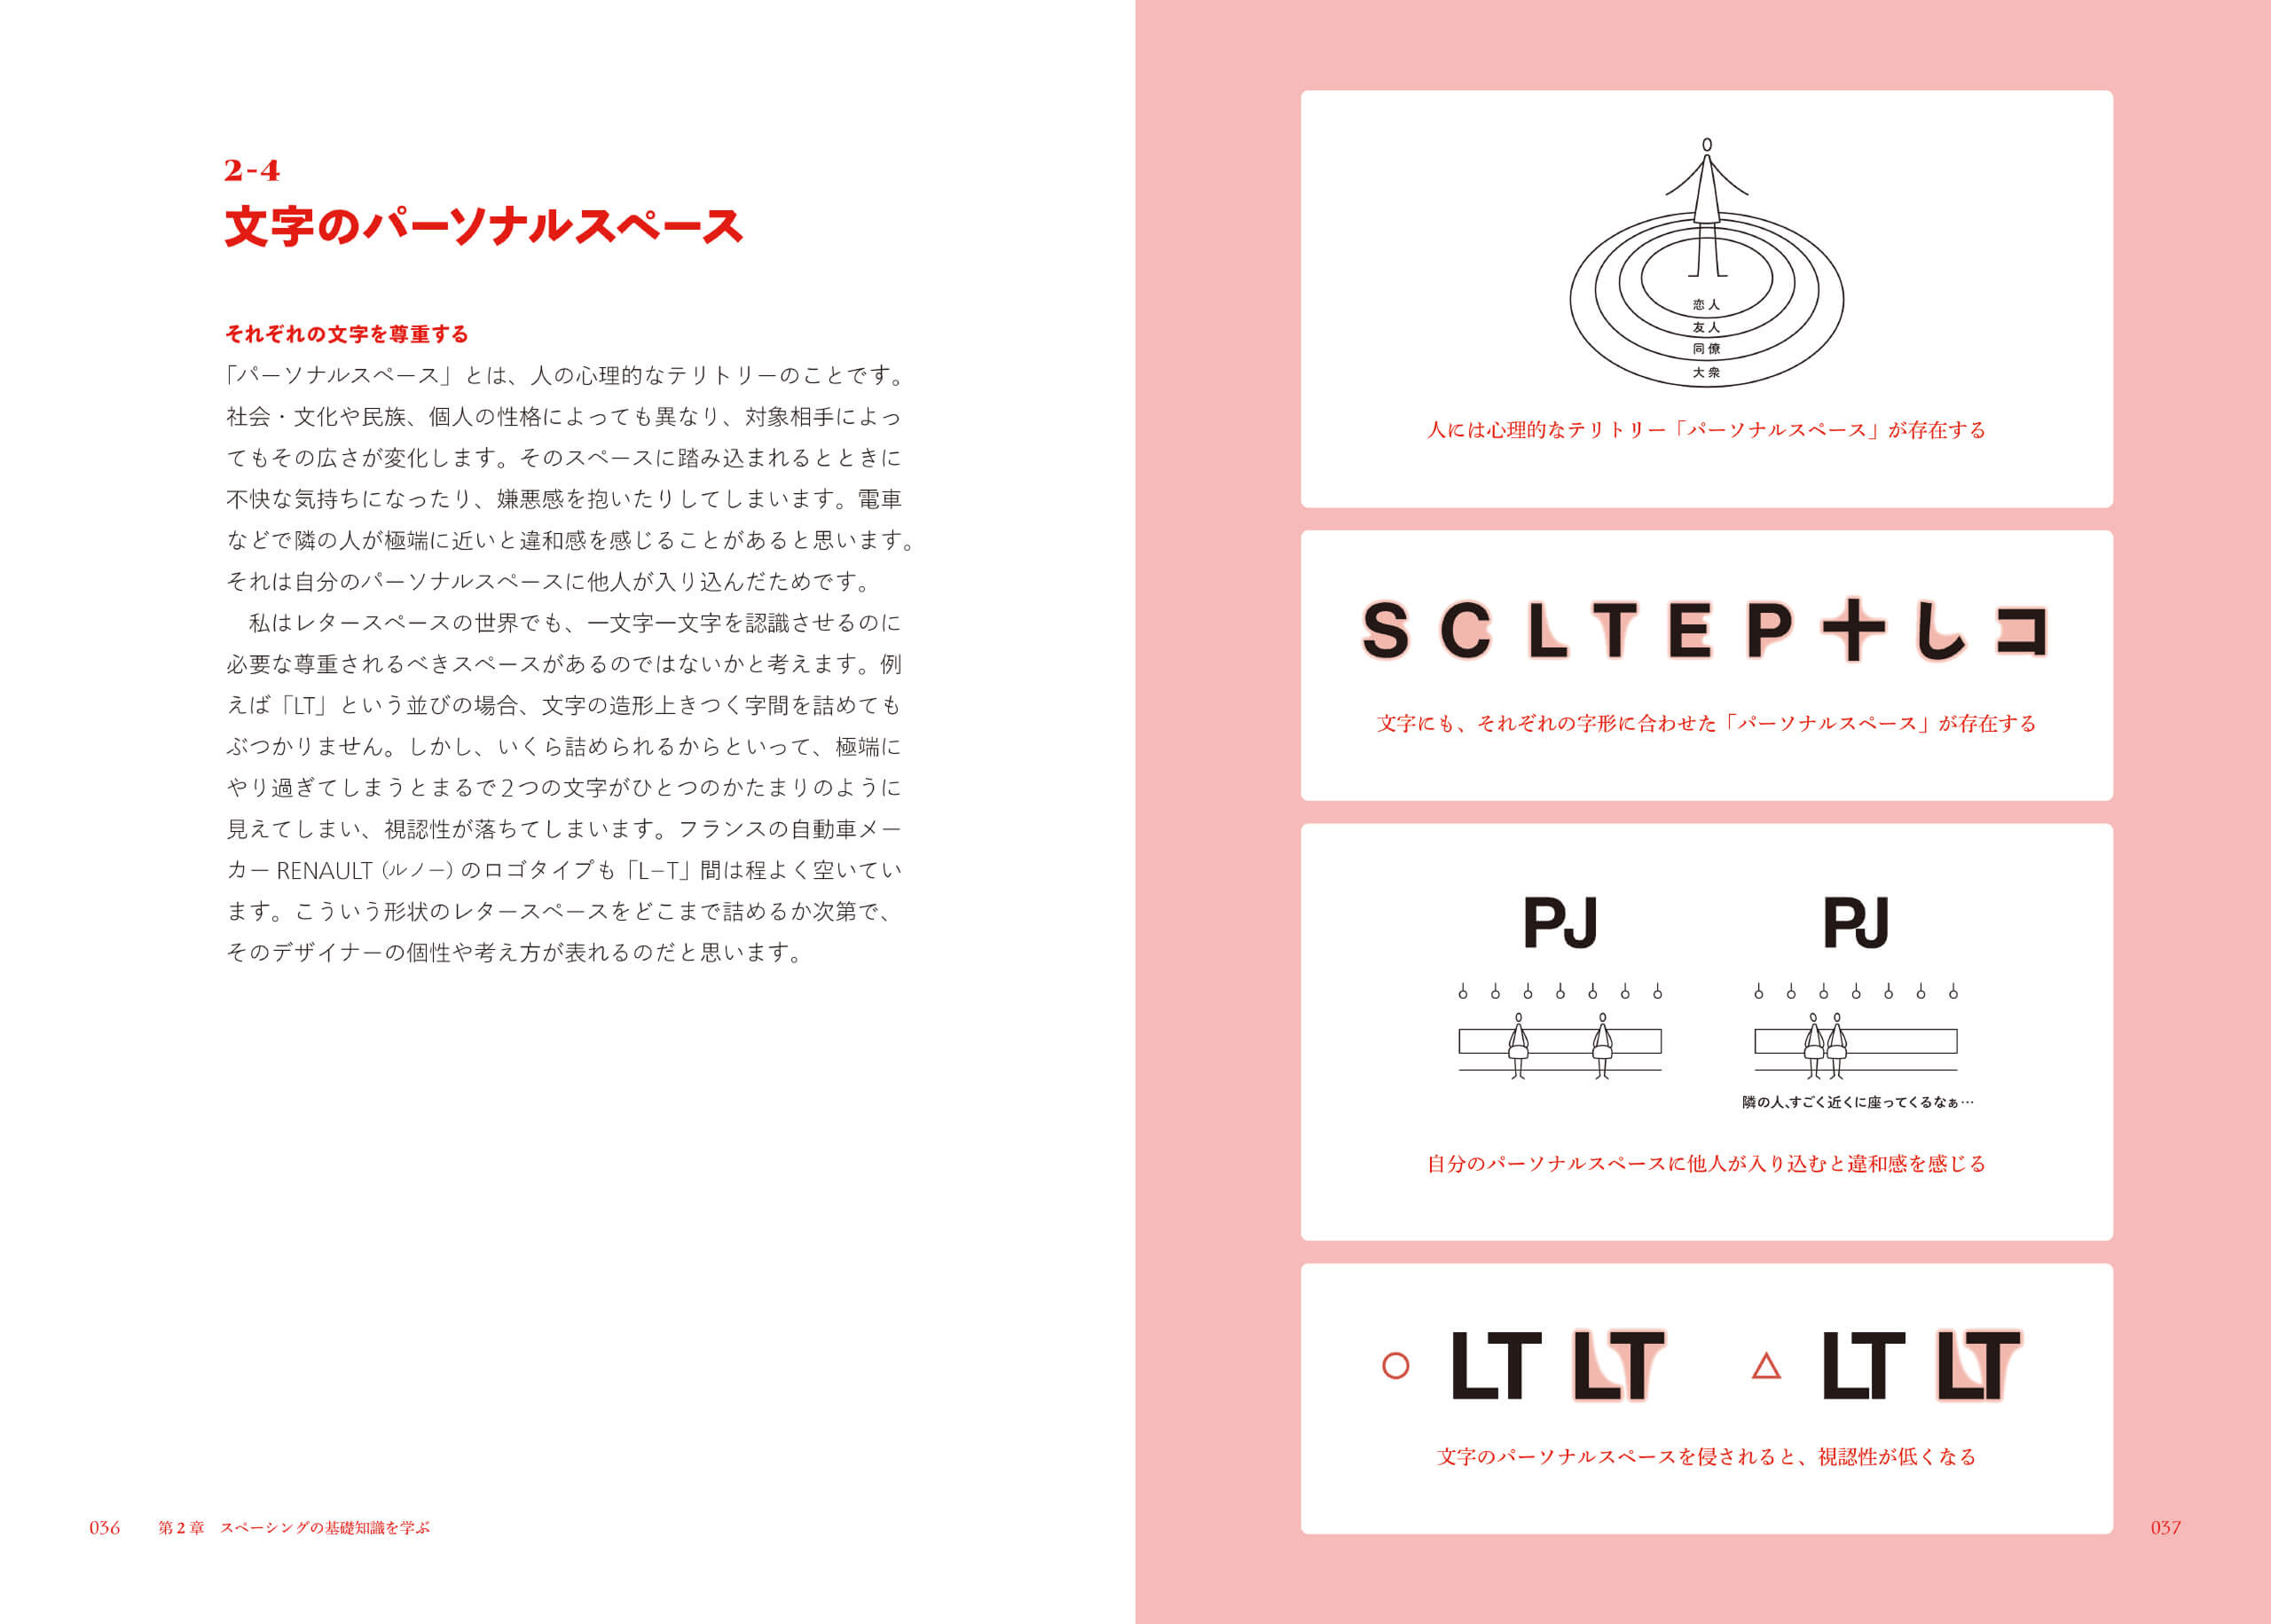 2-4
文字のパーソナルスペース
それぞれの文字を尊重する
「パーソナルスペース」とは、人の心理的なテリトリーのことです。
社会・文化や民族、個人の性格によっても異なり、対象相手によっ
てもその広さが変化します。そのスペースに踏み込まれるとときに
不快な気持ちになったり、嫌悪感を抱いたりしてしまいます。電車
などで隣の人が極端に近いと違和感を感じることがあると思います。
それは自分のパーソナルスペースに他人が入り込んだためです。
　私はレタースペースの世界でも、一文字一文字を認識させるのに
必要な尊重されるべきスペースがあるのではないかと考えます。例
えば「LT」という並びの場合、文字の造形上きつく字間を詰めても
ぶつかりません。しかし、いくら詰められるからといって、極端に
やり過ぎてしまうとまるで2つの文字がひとつのかたまりのように
見えてしまい、視認性が落ちてしまいます。フランスの自動車メー
カー RENAULT（ルノー）のロゴタイプも「L−T」間は程よく空いてい
ます。こういう形状のレタースペースをどこまで詰めるか次第で、
そのデザイナーの個性や考え方が表れるのだと思います。
036　第2章　スペーシングの基礎知識を学ぶ
恋人
友人
同僚
大衆
人には心理的なテリトリー「パーソナルスペース」が存在する
S C L T E P 十 し コ
文字にも、それぞれの字形に合わせた「パーソナルスペース」が存在する
PJ PJ
隣の人、すごく近くに座ってくるなぁ…
自分のパーソナルスペースに他人が入り込むと違和感を感じる
○ LT LT △ LT LT
文字のパーソナルスペースを侵されると、視認性が低くなる
037